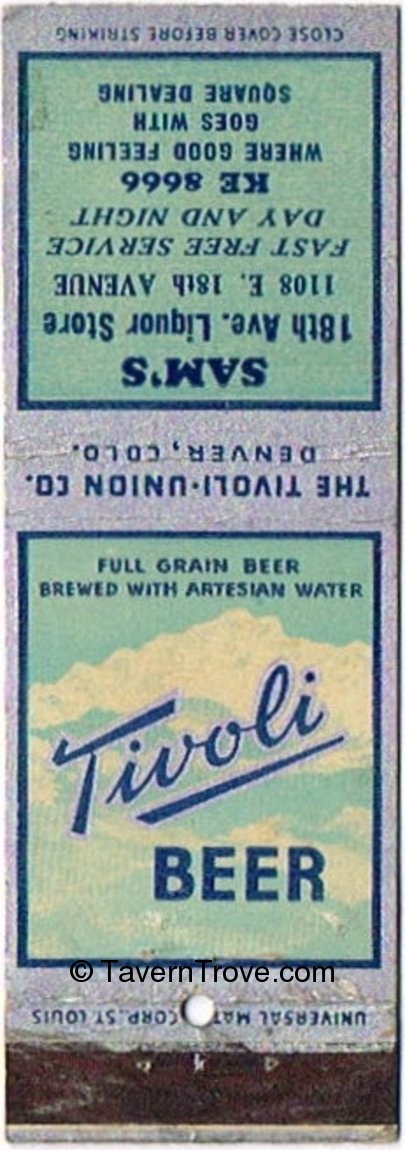 CLOSE COVER BEFORE STRIKING
SAM'S
18th Ave. Liquor Store
1108 E. 18th AVENUE
FAST FREE SERVICE
DAY AND NIGHT
KE 8666
WHERE GOOD FEELING
GOES WITH
SQUARE DEALING
THE TIVOLI-UNION CO.
DENVER, COLO.
FULL GRAIN BEER
BREWED WITH ARTESIAN WATER
Tivoli
BEER
© TavernTrove.com
UNIVERSAL CORP. ST. LOUIS